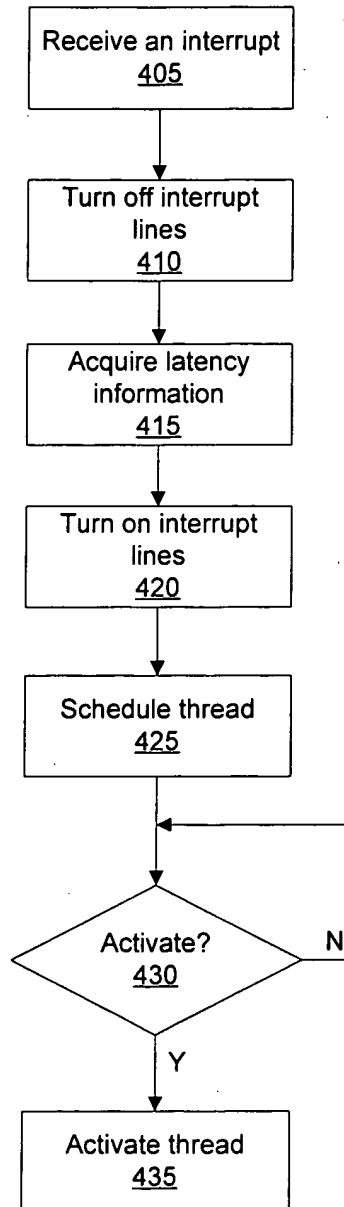 Receive an interrupt
405
Turn off interrupt
lines
410
Acquire latency
information
415
Turn on interrupt
lines
420
Schedule thread
425
Activate?
430
N
Y
Activate thread
435